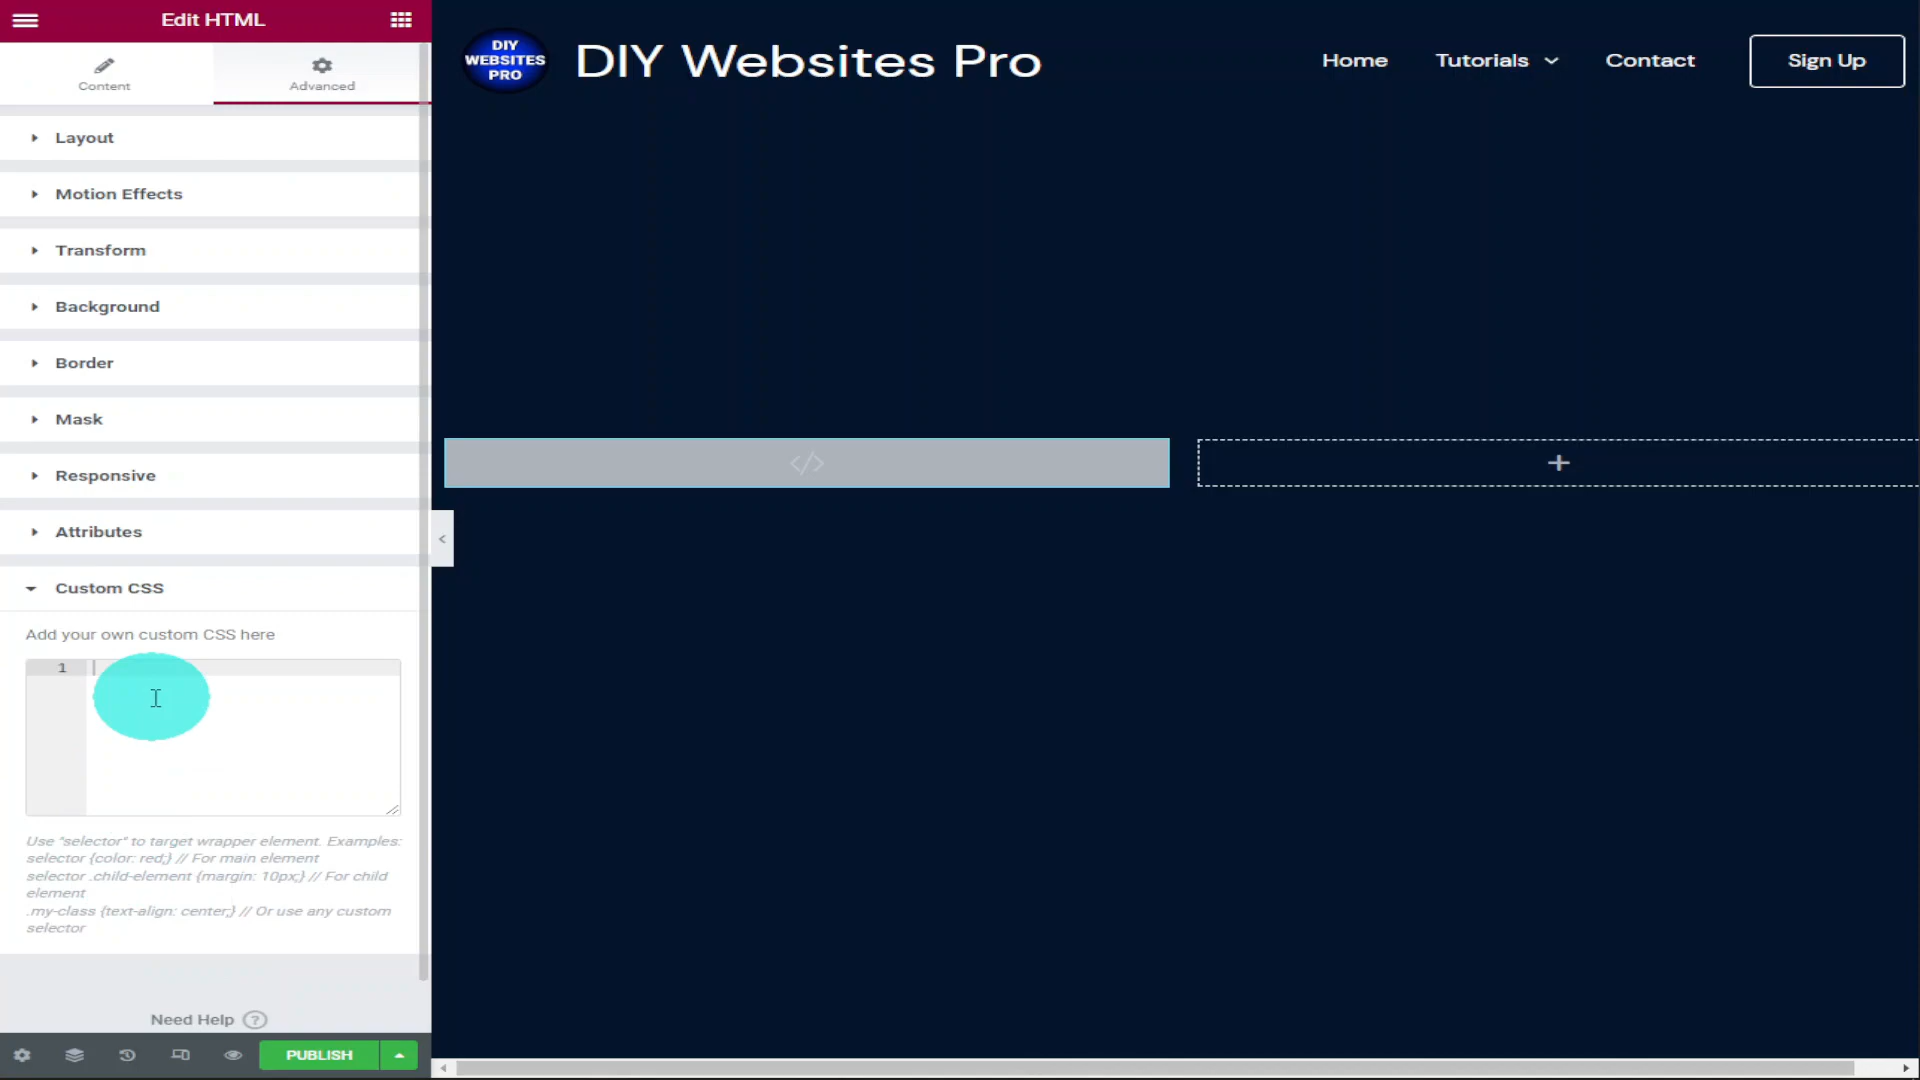 Edit HTML
Content
Advanced
Layout
Motion Effects
Transform
Background
Border
Mask
Responsive
Attributes
Custom CSS
Add your own custom CSS here
1
Use "selector" to target wrapper element. Examples:
selector {color: red;} // For main element
selector .child-element {margin: 10px;} // For child
element
.my-class {text-align: center;} // Or use any custom
selector
Need Help ?
PUBLISH
DIY
WEBSITES
PRO
DIY Websites Pro
Home
Tutorials
Contact
Sign Up
</>
+
<